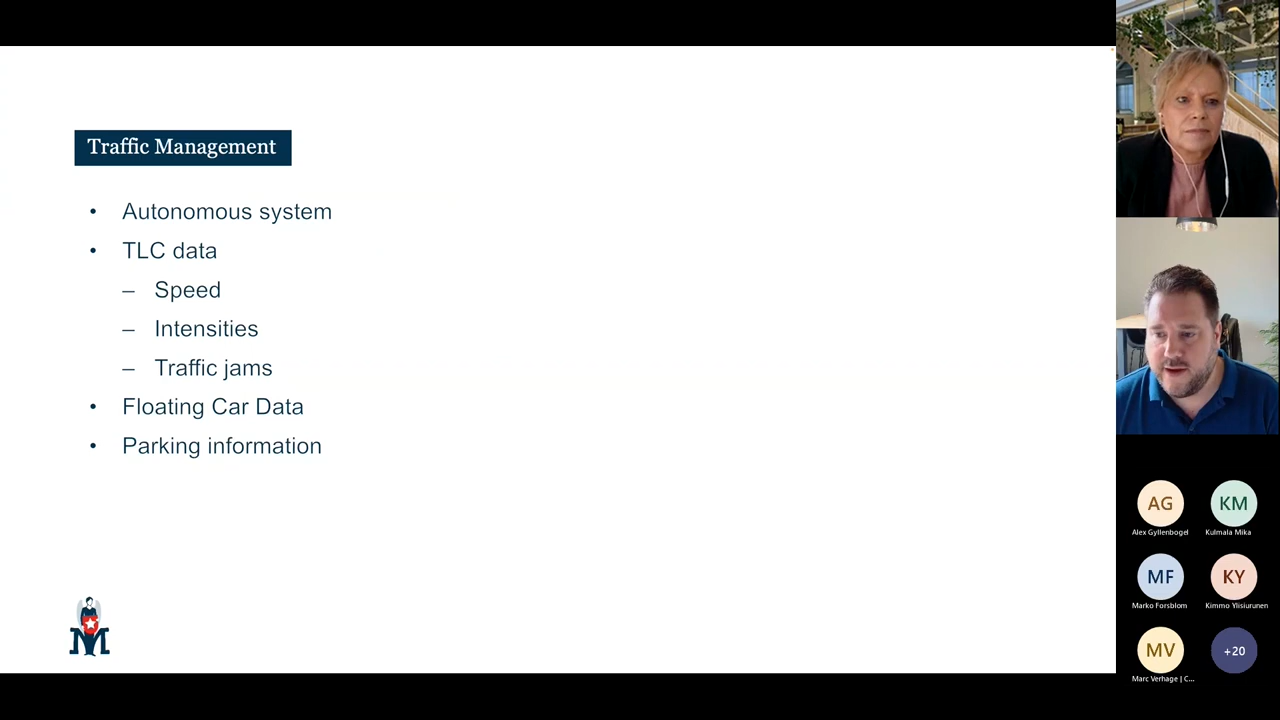 Traffic Management
• Autonomous system
• TLC data
– Speed
– Intensities
– Traffic jams
• Floating Car Data
• Parking information
M
AG
Alex Gyllenbogel
KM
Kulmala Mika
MF
Marko Forsblom
KY
Kimmo Ylisiurunen
MV
Marc Verhage | C...
+20